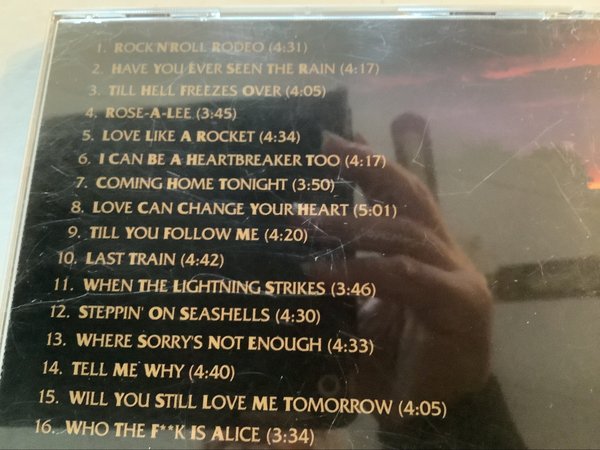 1. ROCK'N'ROLL RODEO (4:31)
2. HAVE YOU EVER SEEN THE RAIN (4:17)
3. TILL HELL FREEZES OVER (4:05)
4. ROSE-A-LEE (3:45)
5. LOVE LIKE A ROCKET (4:34)
6. I CAN BE A HEARTBREAKER TOO (4:17)
7. COMING HOME TONIGHT (3:50)
8. LOVE CAN CHANGE YOUR HEART (5:01)
9. TILL YOU FOLLOW ME (4:20)
10. LAST TRAIN (4:42)
11. WHEN THE LIGHTNING STRIKES (3:46)
12. STEPPIN' ON SEASHELLS (4:30)
13. WHERE SORRY'S NOT ENOUGH (4:33)
14. TELL ME WHY (4:40)
15. WILL YOU STILL LOVE ME TOMORROW (4:05)
16. WHO THE F**K IS ALICE (3:34)